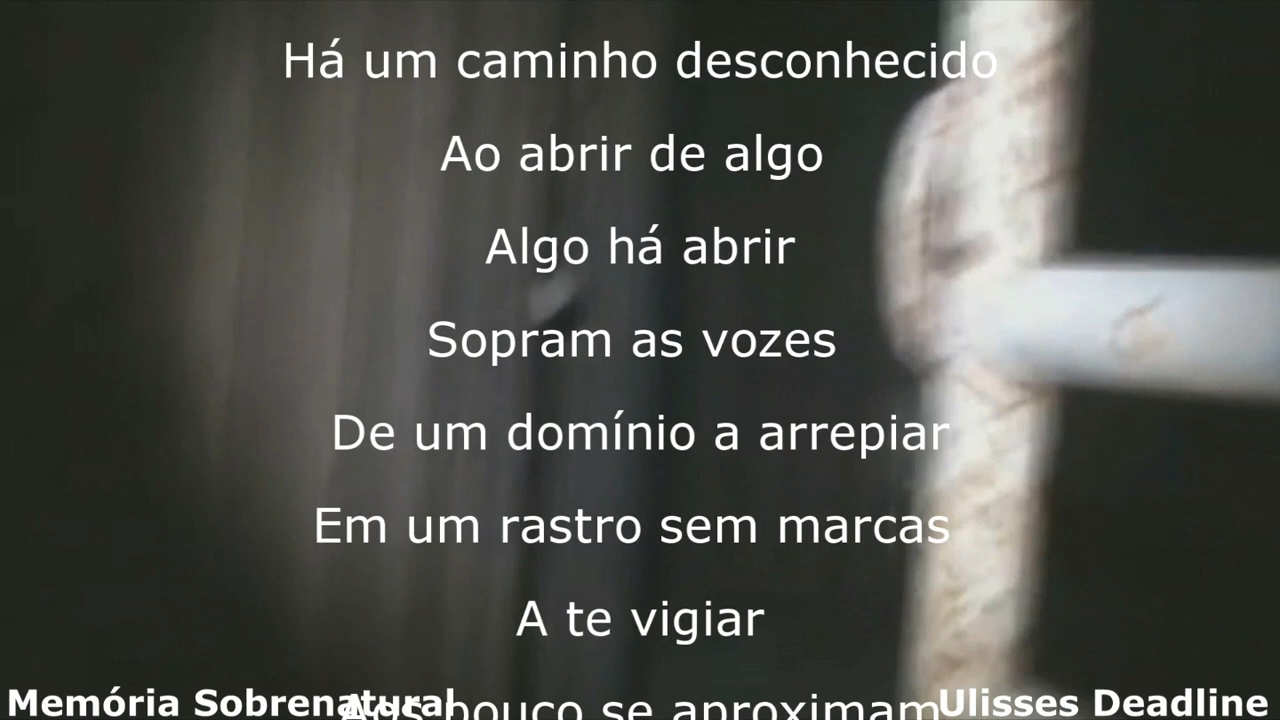 Há um caminho desconhecido
Ao abrir de algo
Algo há abrir
Sopram as vozes
De um domínio a arrepiar
Em um rastro sem marcas
A te vigiar
Aos pouco se aproximam
Memória Sobrenatural
Ulisses Deadline